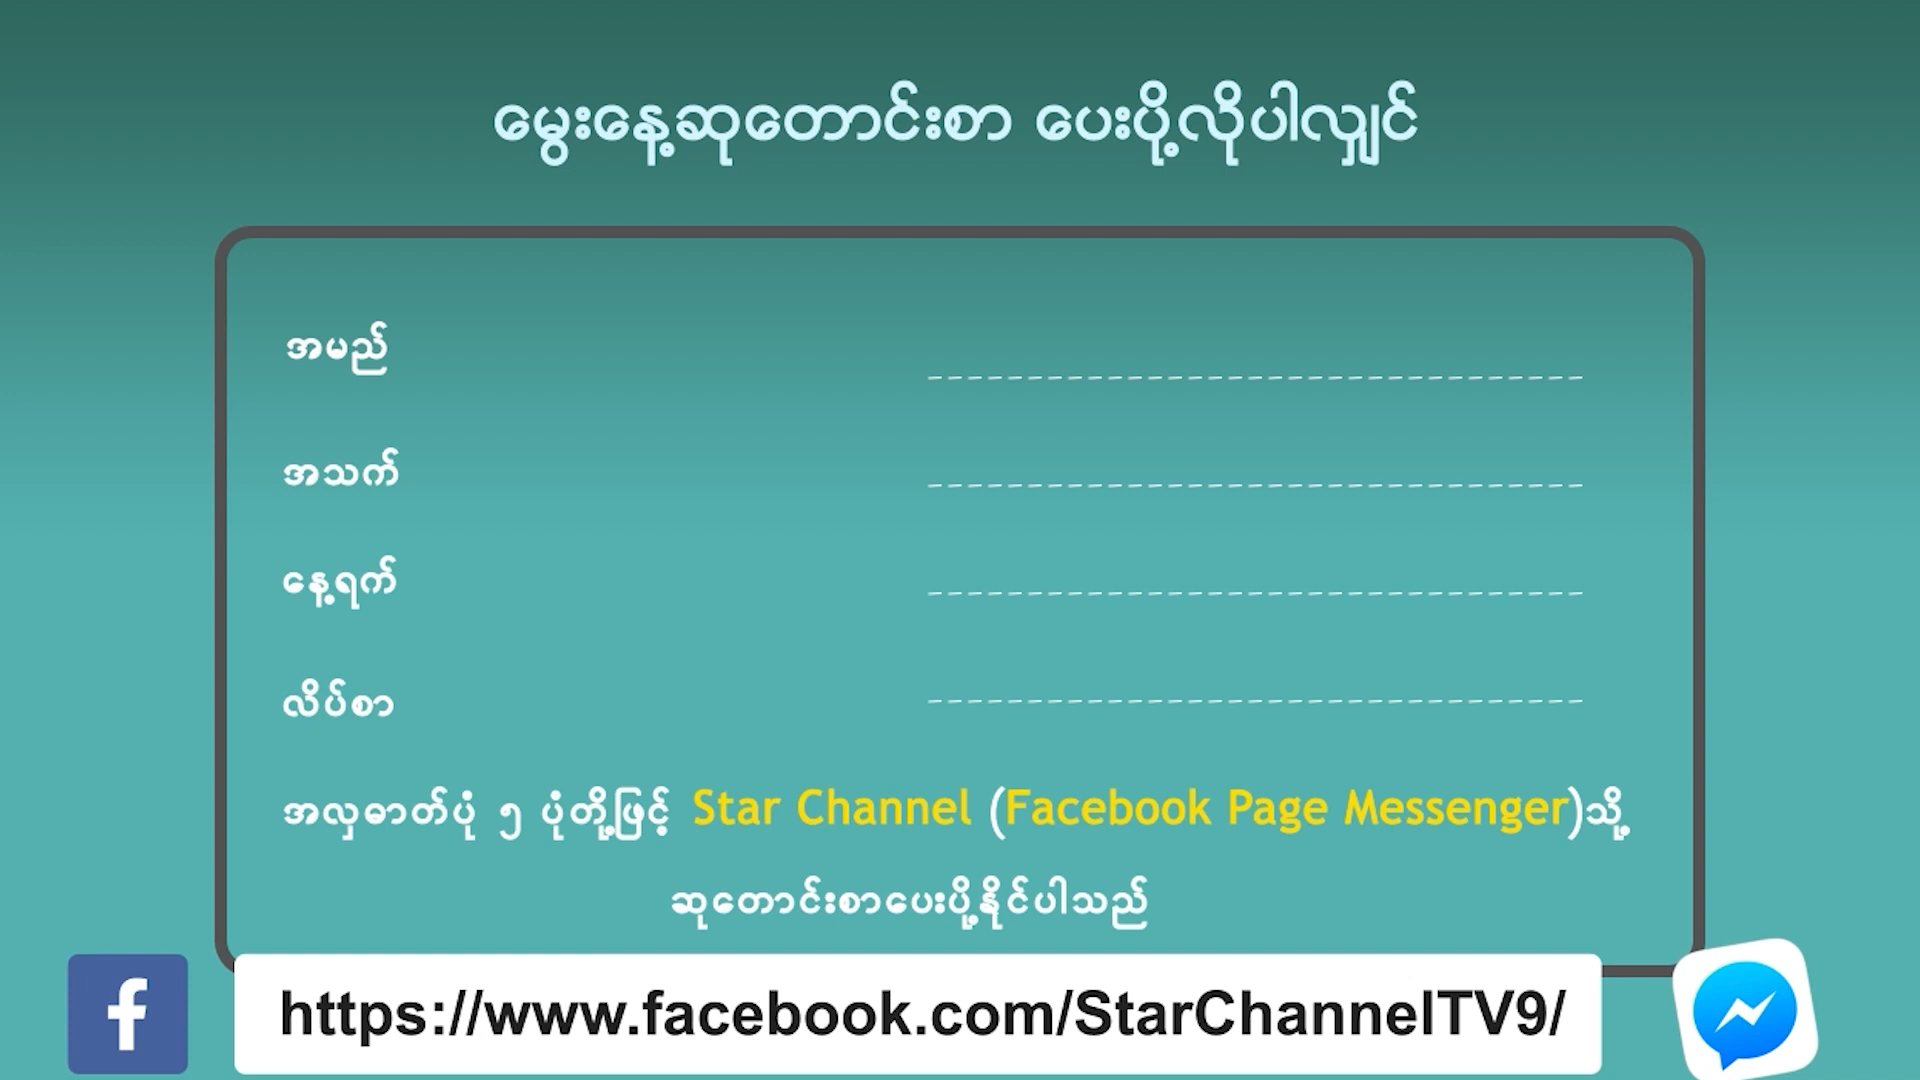 မွေးနေ့ဆုတောင်းစာ ပေးပို့လိုပါလျှင်
အမည်
အသက်
နေ့ရက်
လိပ်စာ
အလှဓာတ်ပုံ ၅ ပုံတို့ဖြင့် Star Channel (Facebook Page Messenger)သို့
ဆုတောင်းစာပေးပို့နိုင်ပါသည်
https://www.facebook.com/StarChannelTV9/